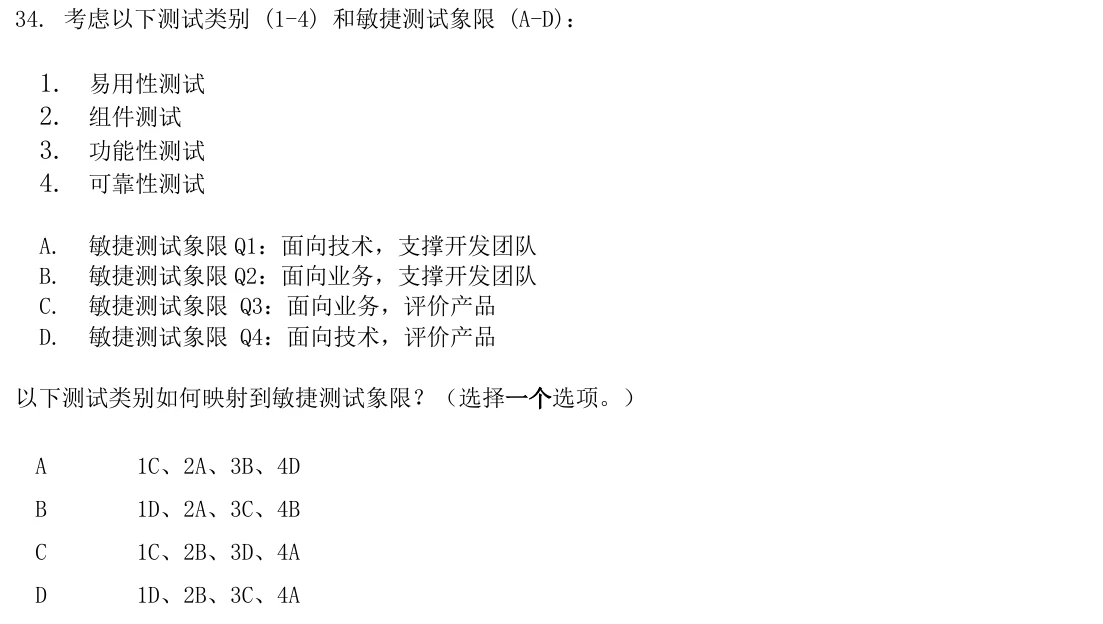 34. 考虑以下测试类别 (1-4) 和敏捷测试象限 (A-D)：
1. 易用性测试
2. 组件测试
3. 功能性测试
4. 可靠性测试
A. 敏捷测试象限 Q1：面向技术，支撑开发团队
B. 敏捷测试象限 Q2：面向业务，支撑开发团队
C. 敏捷测试象限 Q3：面向业务，评价产品
D. 敏捷测试象限 Q4：面向技术，评价产品
以下测试类别如何映射到敏捷测试象限？（选择一个选项。）
A 1C、2A、3B、4D
B 1D、2A、3C、4B
C 1C、2B、3D、4A
D 1D、2B、3C、4A